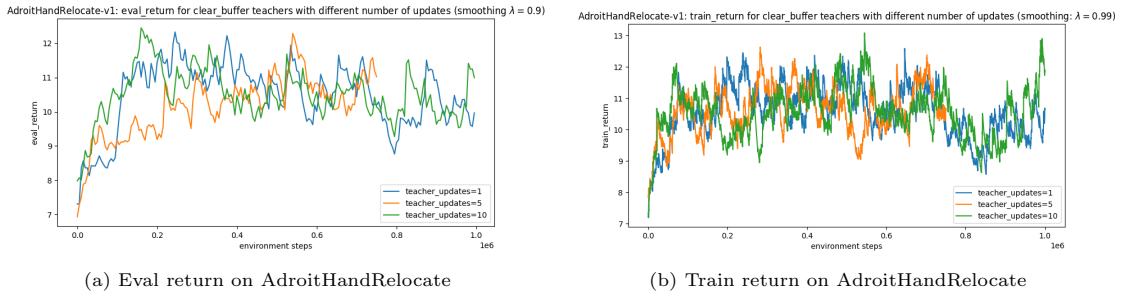 AdroitHandRelocate-v1: eval_return for clear_buffer teachers with different number of updates (smoothing λ = 0.9)
12
11
10
9
8
7
eval_return
0.0
0.2
0.4
0.6
0.8
1.0
1e6
environment steps
teacher_updates=1
teacher_updates=5
teacher_updates=10
(a) Eval return on AdroitHandRelocate
AdroitHandRelocate-v1: train_return for clear_buffer teachers with different number of updates (smoothing: λ = 0.99)
13
12
11
10
9
8
7
train_return
0.0
0.2
0.4
0.6
0.8
1.0
1e6
environment steps
teacher_updates=1
teacher_updates=5
teacher_updates=10
(b) Train return on AdroitHandRelocate